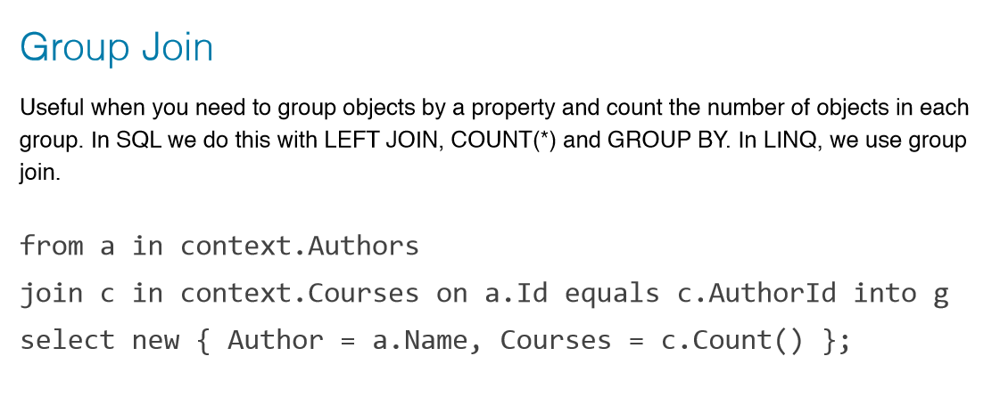 Group Join
Useful when you need to group objects by a property and count the number of objects in each
group. In SQL we do this with LEFT JOIN, COUNT(*) and GROUP BY. In LINQ, we use group
join.
from a in context.Authors
join c in context.Courses on a.Id equals c.AuthorId into g
select new { Author = a.Name, Courses = c.Count() };